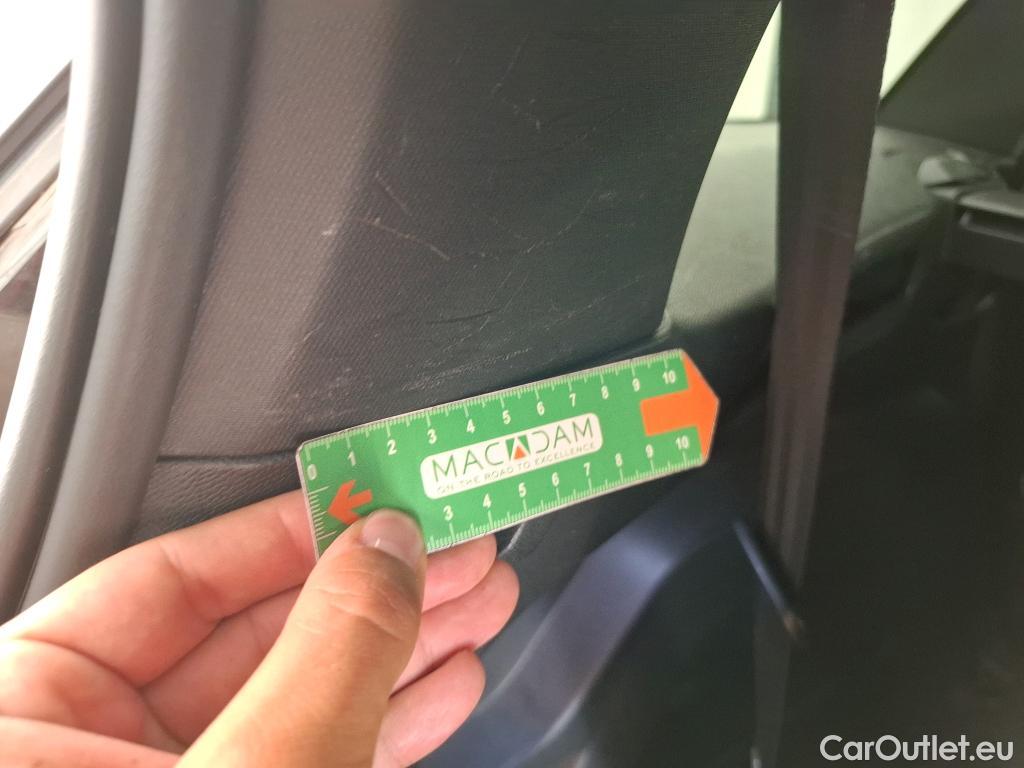 0 1 2 3 4 5 6 7 8 9 10
MACADAM
ON THE ROAD TO EXCELLENCE
3 4 5 6 7 8 9 10
CarOutlet.eu